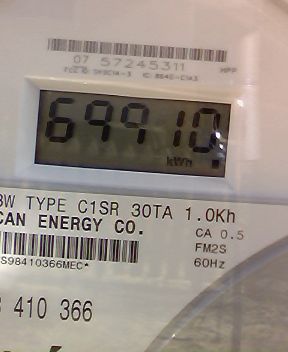 07 57245311
69910
kWh
3W TYPE C1SR 30TA 1.0Kh
CAN ENERGY CO.
CA 0.5
FM2S
60Hz
S98410366MEC*
410 366